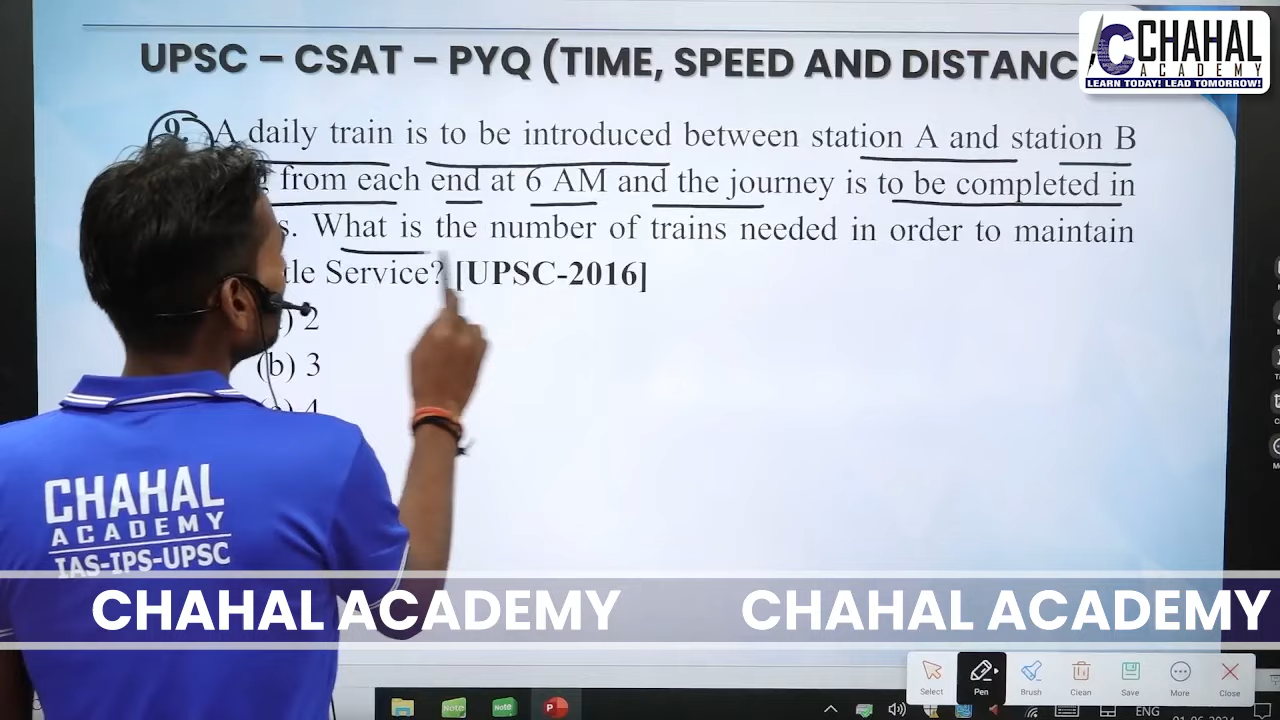 UPSC – CSAT – PYQ (TIME, SPEED AND DISTANC
CHAHAL
ACADEMY
LEARN TODAY! LEAD TOMORROW!
9. A daily train is to be introduced between station A and station B
from each end at 6 AM and the journey is to be completed in
What is the number of trains needed in order to maintain
Service? [UPSC-2016]
2
(b) 3
CHAHAL
ACADEMY
IAS-IPS-UPSC
CHAHAL ACADEMY CHAHAL ACADEMY
Select Pen Brush Clean Save More Close
Note Note P
ENG